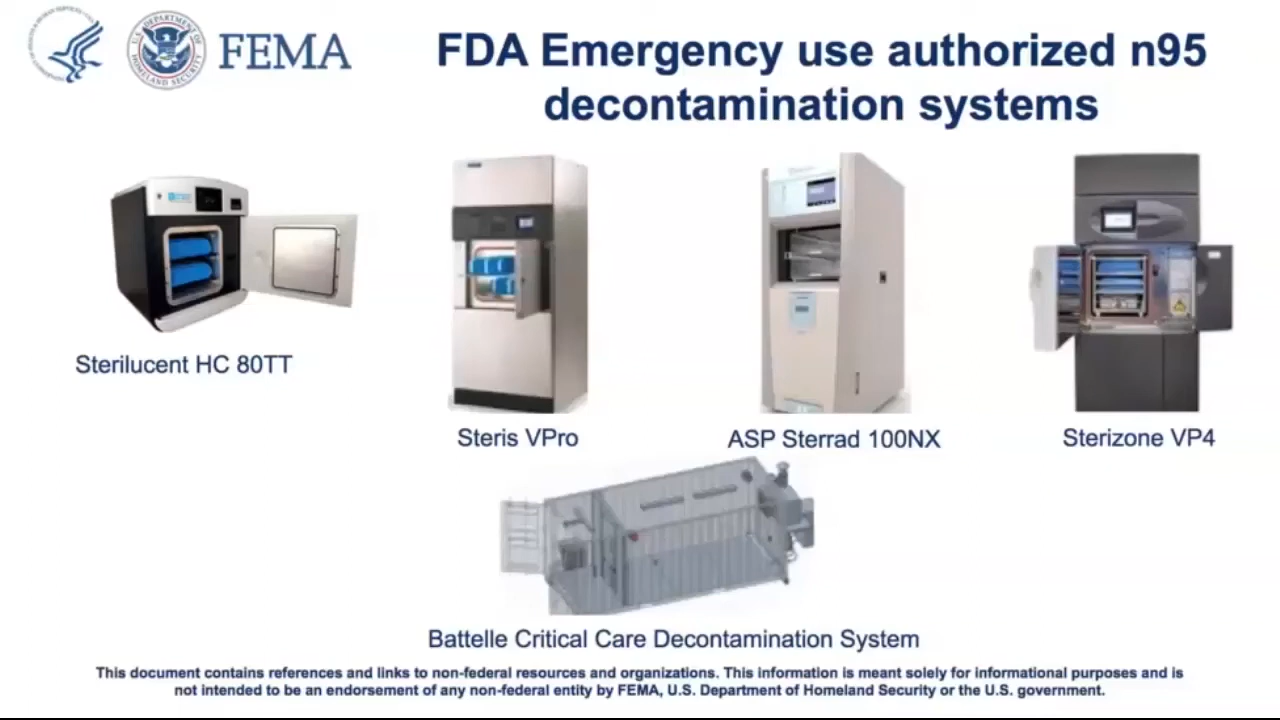 FEMA
FDA Emergency use authorized n95
decontamination systems
Sterilucent HC 80TT
Steris VPro
ASP Sterrad 100NX
Sterizone VP4
Battelle Critical Care Decontamination System
This document contains references and links to non-federal resources and organizations. This information is meant solely for informational purposes and is
not intended to be an endorsement of any non-federal entity by FEMA, U.S. Department of Homeland Security or the U.S. government.